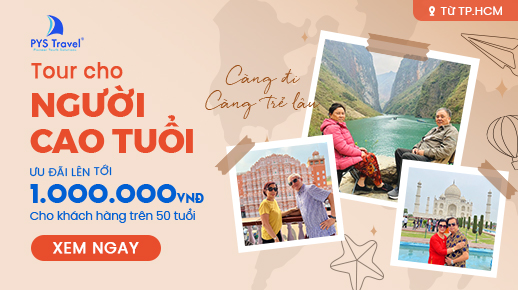 PYS Travel®
Từ TP.HCM
Tour cho
NGƯỜI
CAO TUỔI
Càng đi
Càng trẻ lâu
ƯU ĐÃI LÊN TỚI
1.000.000VNĐ
Cho khách hàng trên 50 tuổi
XEM NGAY